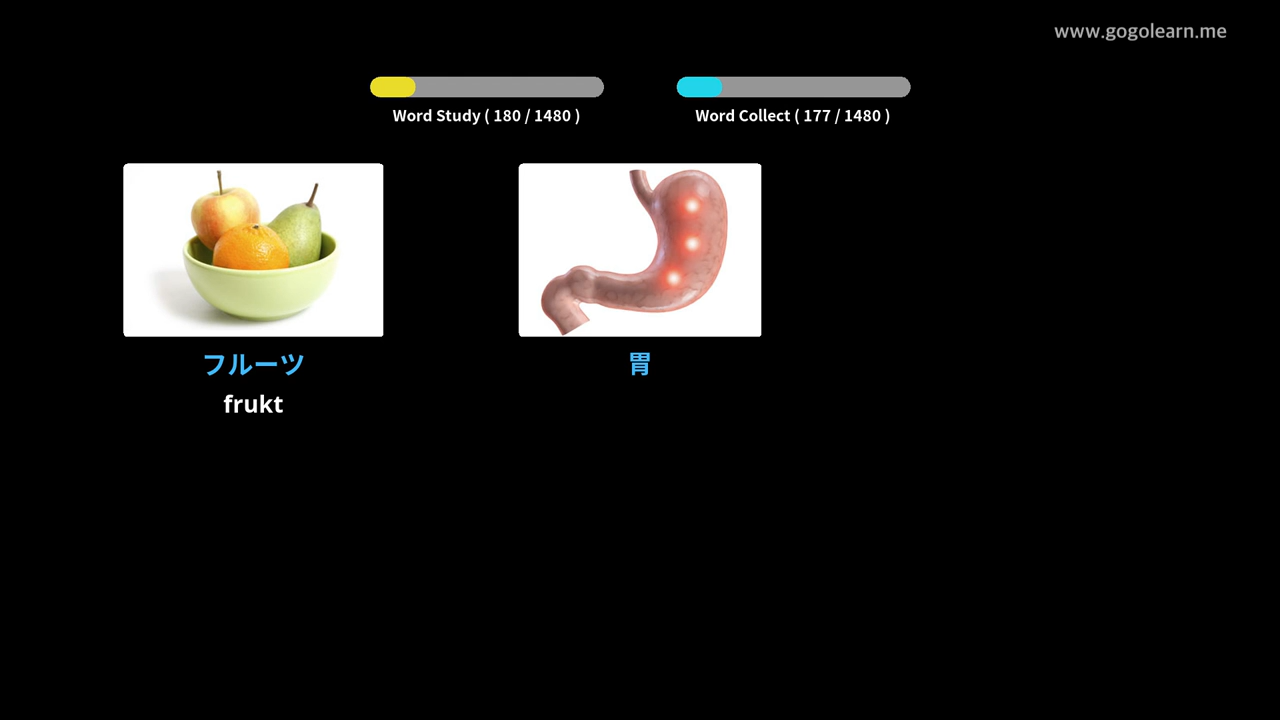 www.gogolearn.me
Word Study ( 180 / 1480 )
Word Collect ( 177 / 1480 )
フルーツ
frukt
胃